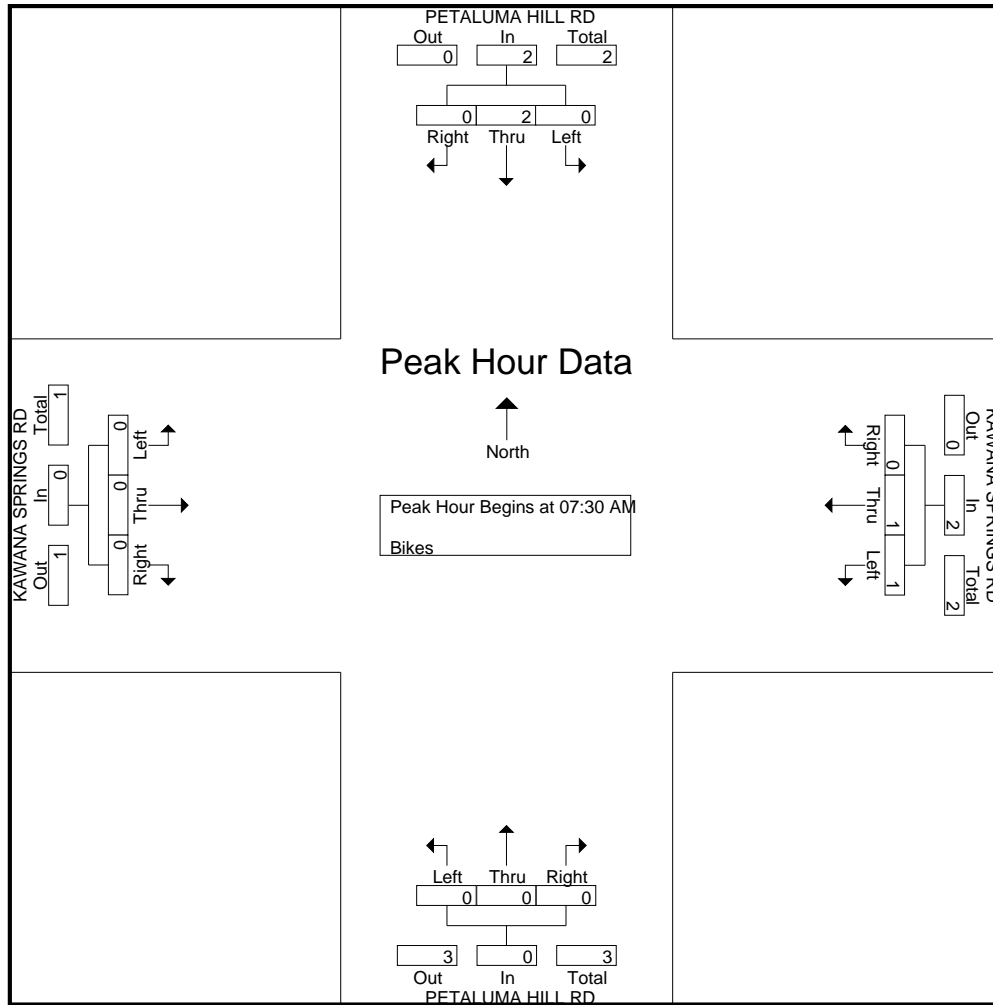 PETALUMA HILL RD
Out In Total
0 2 2
0 2 0
Right Thru Left
Peak Hour Data
North
Peak Hour Begins at 07:30 AM
Bikes
KAWANA SPRINGS RD
Out In Total
1 0 1
0 0 0
Right Thru Left
KAWANA SPRINGS RD
Out In Total
0 2 2
0 1 1
Right Thru Left
Left Thru Right
0 0 0
3 0 3
Out In Total
PETALUMA HILL RD